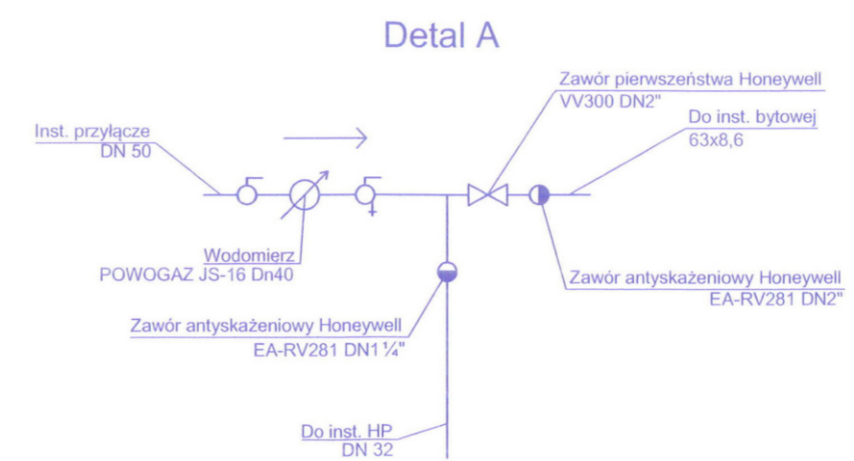 Detal A
Zawór pierwszeństwa Honeywell
VV300 DN2"
Do inst. bytowej
63x8,6
Inst. przyłącze
DN 50
Wodomierz
POWOGAZ JS-16 Dn40
Zawór antyskażeniowy Honeywell
EA-RV281 DN2"
Zawór antyskażeniowy Honeywell
EA-RV281 DN1¼"
Do inst. HP
DN 32